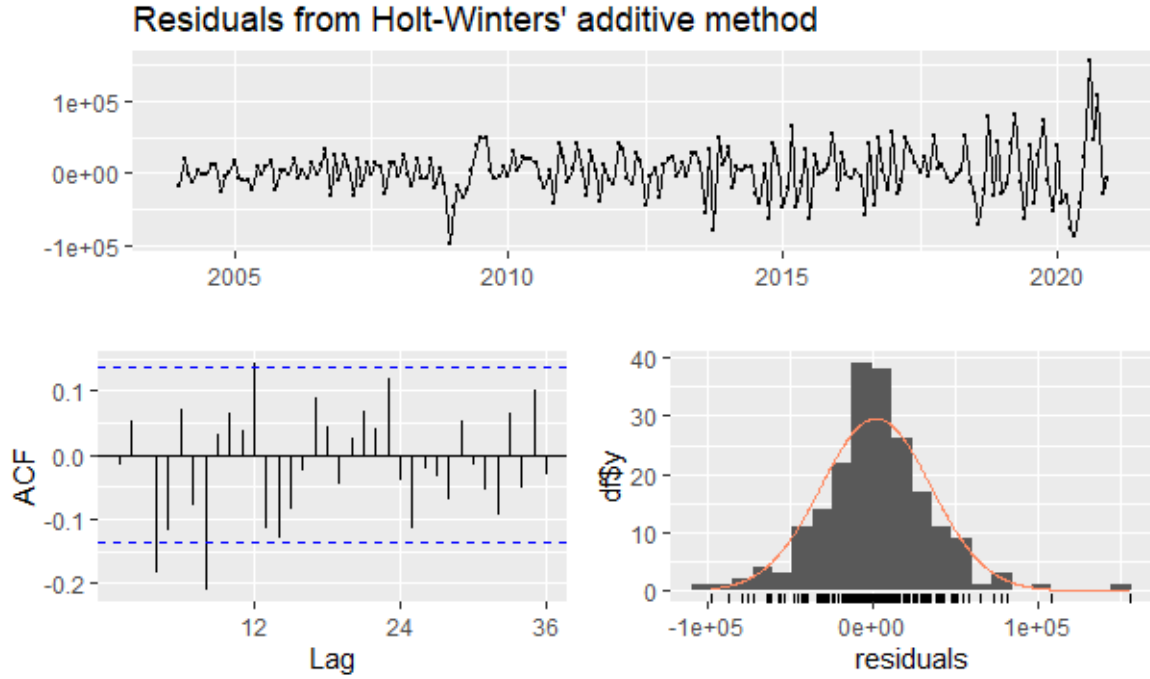 Residuals from Holt-Winters' additive method
1e+05
0e+00
-1e+05
2005 2010 2015 2020
0.1
0.0
-0.1
-0.2
ACF
12 24 36
Lag
40
30
20
10
0
df$y
-1e+05 0e+00 1e+05
residuals